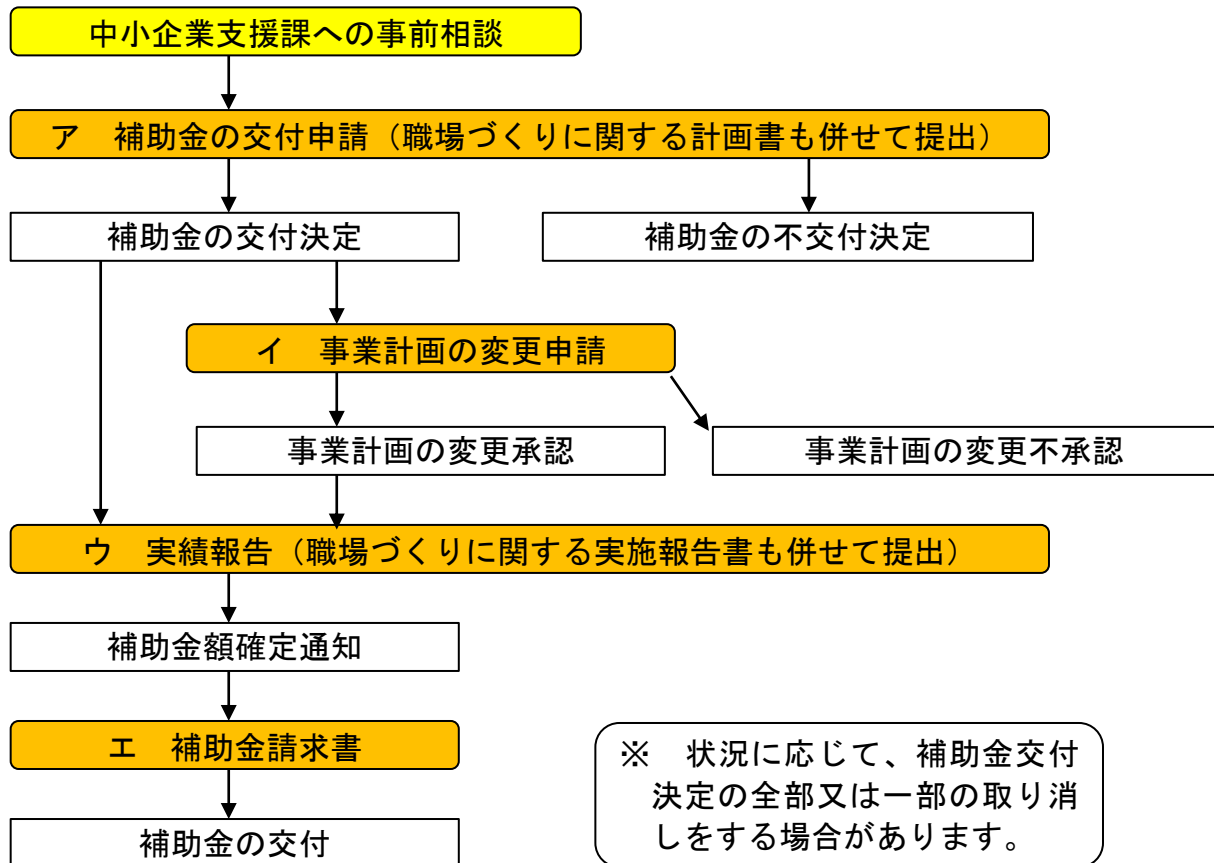 中小企業支援課への事前相談
ア　補助金の交付申請（職場づくりに関する計画書も併せて提出）
補助金の交付決定
補助金の不交付決定
イ　事業計画の変更申請
事業計画の変更承認
事業計画の変更不承認
ウ　実績報告（職場づくりに関する実施報告書も併せて提出）
補助金額確定通知
エ　補助金請求書
補助金の交付
※　状況に応じて、補助金交付
決定の全部又は一部の取り消
しをする場合があります。